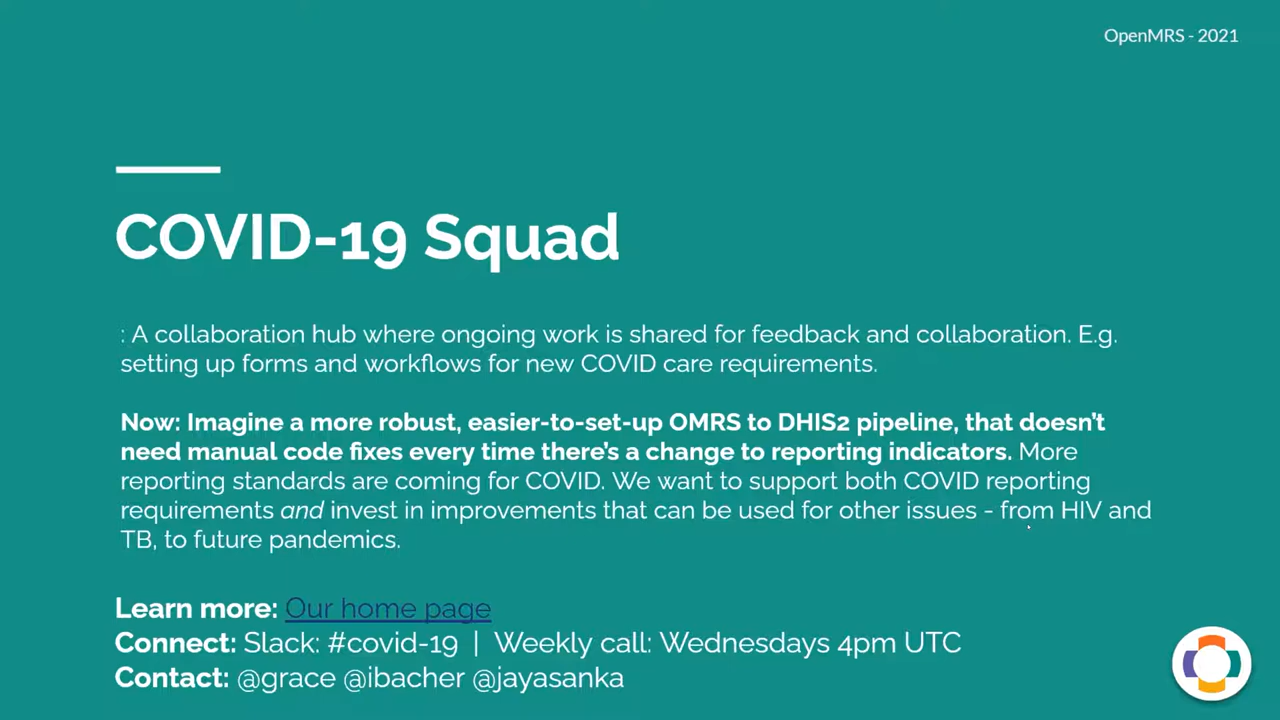 OpenMRS - 2021
COVID-19 Squad
: A collaboration hub where ongoing work is shared for feedback and collaboration. E.g.
setting up forms and workflows for new COVID care requirements.
Now: Imagine a more robust, easier-to-set-up OMRS to DHIS2 pipeline, that doesn't
need manual code fixes every time there's a change to reporting indicators. More
reporting standards are coming for COVID. We want to support both COVID reporting
requirements and invest in improvements that can be used for other issues - from HIV and
TB, to future pandemics.
Learn more: Our home page
Connect: Slack: #covid-19 | Weekly call: Wednesdays 4pm UTC
Contact: @grace @ibacher @jayasanka